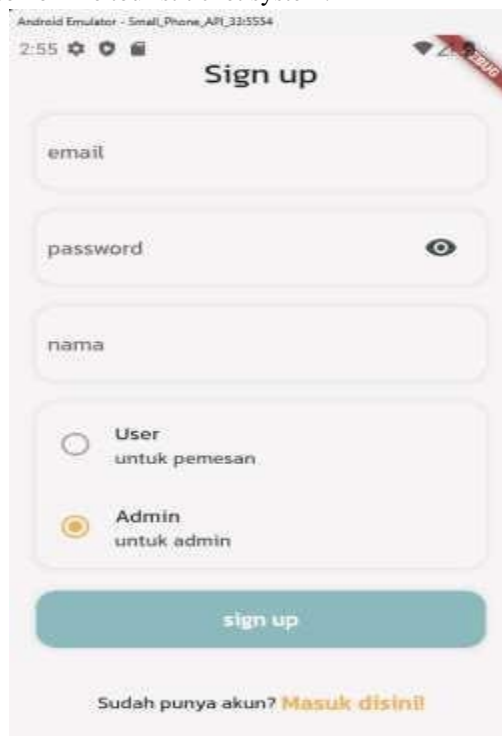 Android Emulator - Small_Phone_API_33:5554
2:55
DEBUG
Sign up
email
password
nama
User
untuk pemesan
Admin
untuk admin
sign up
Sudah punya akun? Masuk disini!